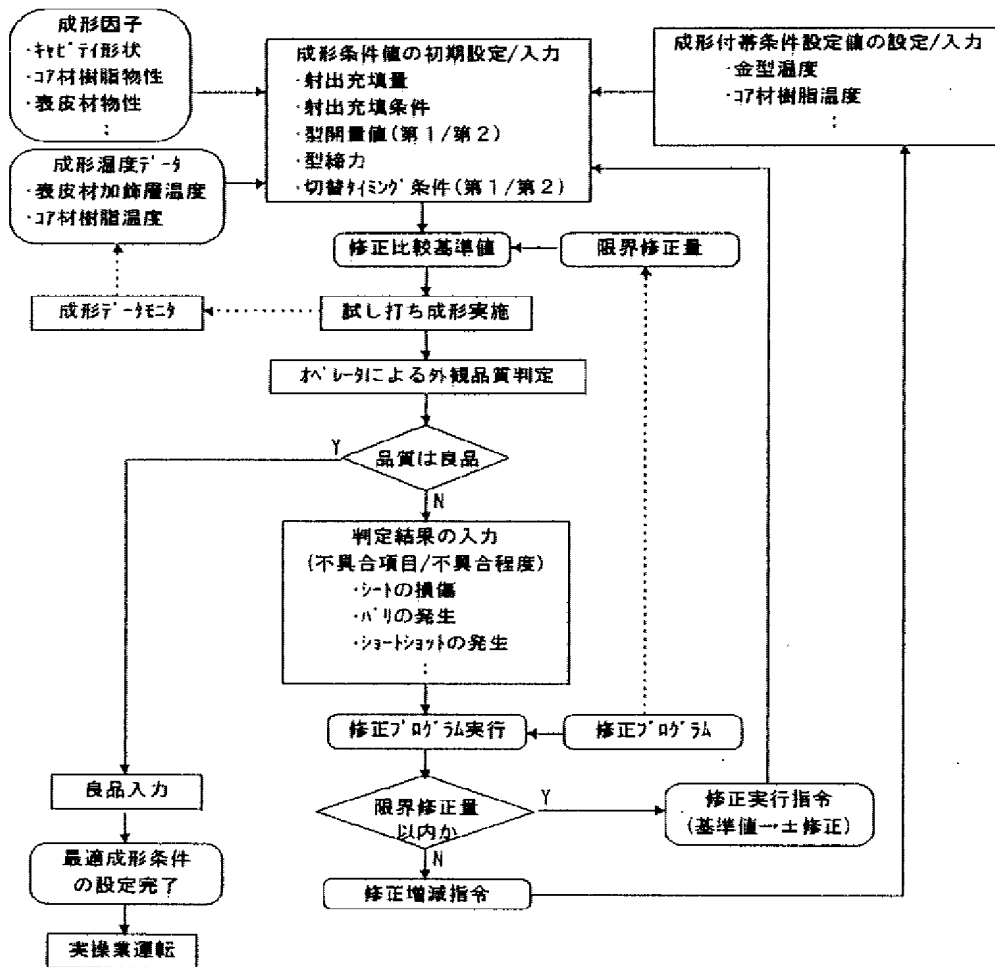 成形因子
･ｷｬﾋﾞﾃｲ形状
･ｺｱ材樹脂物性
･表皮材物性
:
成形温度ﾃﾞｰﾀ
･表皮材加飾層温度
･ｺｱ材樹脂温度
成形条件値の初期設定/入力
･射出充填量
･射出充填条件
･型開量値(第1/第2)
･型締力
･切替ﾀｲﾐﾝｸﾞ条件(第1/第2)
成形付帯条件設定値の設定/入力
･金型温度
･ｺｱ材樹脂温度
:
修正比較基準値
限界修正量
成形ﾃﾞｰﾀﾓﾆﾀ
試し打ち成形実施
ｵﾍﾟﾚｰﾀによる外観品質判定
Y
品質は良品
N
判定結果の入力
(不具合項目/不具合程度)
･ｼｰﾄの損傷
･ﾊﾞﾘの発生
･ｼｮｰﾄｼｮｯﾄの発生
:
修正ﾌﾟﾛｸﾞﾗﾑ実行
修正ﾌﾟﾛｸﾞﾗﾑ
良品入力
限界修正量
以内か
Y
修正実行指令
(基準値→±修正)
N
最適成形条件
の設定完了
修正増減指令
実操業運転